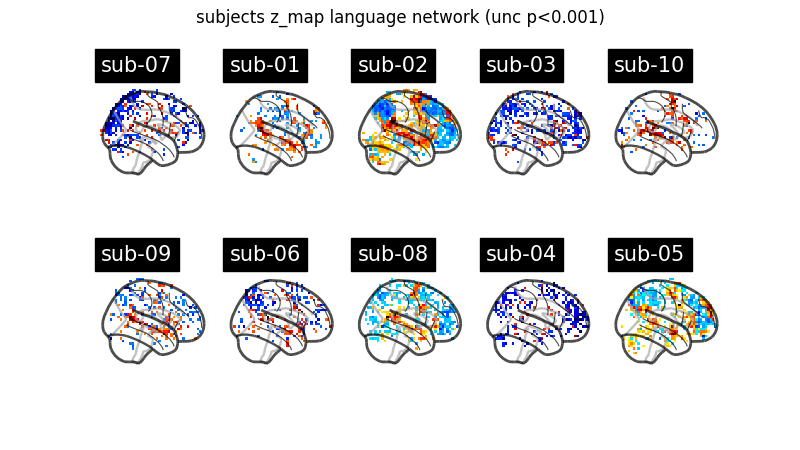 subjects z_map language network (unc p<0.001)
sub-07 sub-01 sub-02 sub-03 sub-10
sub-09 sub-06 sub-08 sub-04 sub-05